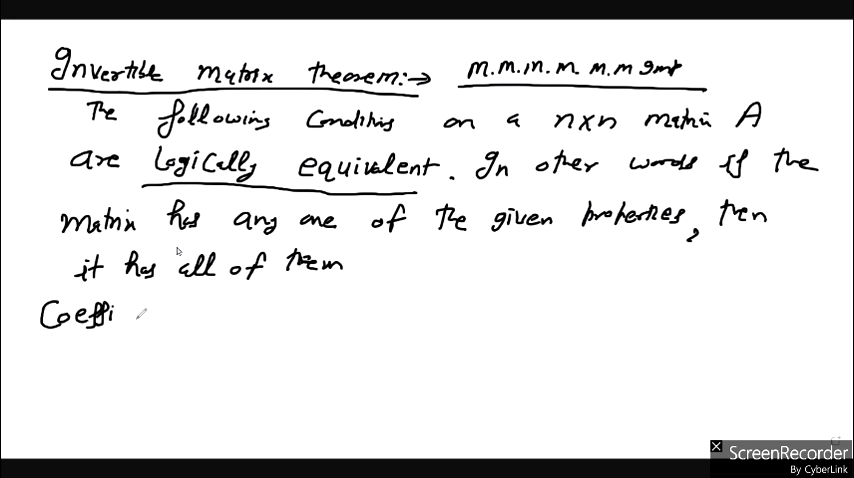 Invertible matrix theorem:→ m.m.m.m m.m Imt
The following Conditions on a nxn matrix A
are Logically equivalent. In other words if the
matrix has any one of the given properties, then
it has all of them
Coeffi
ScreenRecorder
By CyberLink